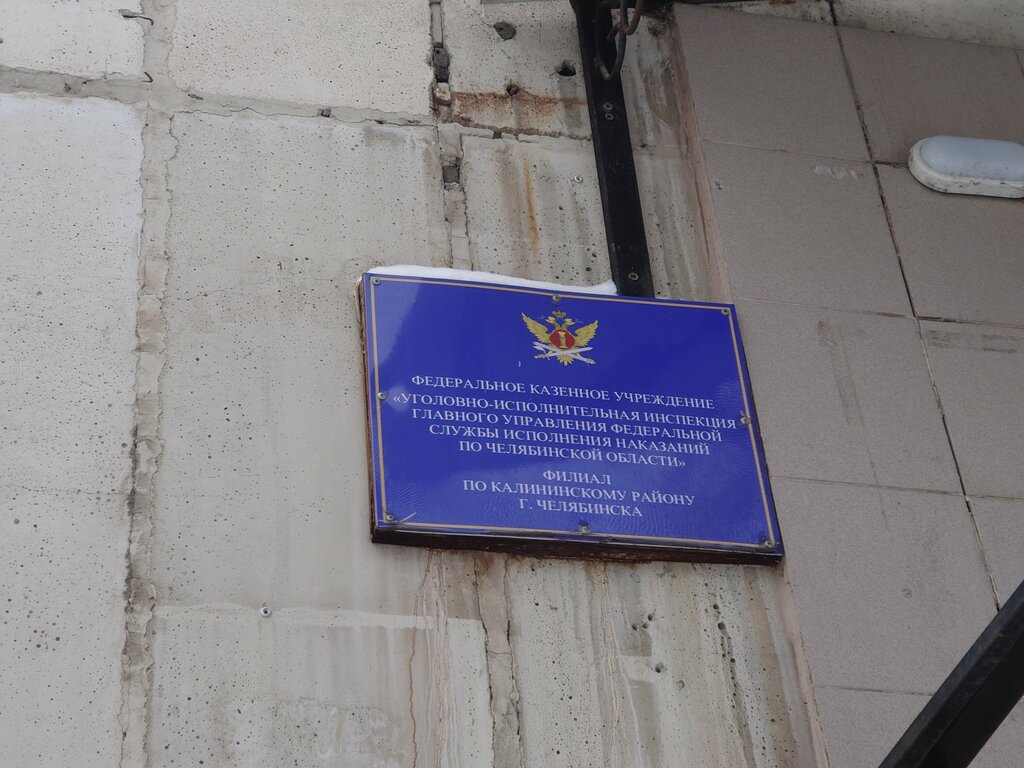 ФЕДЕРАЛЬНОЕ КАЗЕННОЕ УЧРЕЖДЕНИЕ
«УГОЛОВНО-ИСПОЛНИТЕЛЬНАЯ ИНСПЕКЦИЯ
ГЛАВНОГО УПРАВЛЕНИЯ ФЕДЕРАЛЬНОЙ
СЛУЖБЫ ИСПОЛНЕНИЯ НАКАЗАНИЙ
ПО ЧЕЛЯБИНСКОЙ ОБЛАСТИ»
ФИЛИАЛ
ПО КАЛИНИНСКОМУ РАЙОНУ
Г. ЧЕЛЯБИНСКА